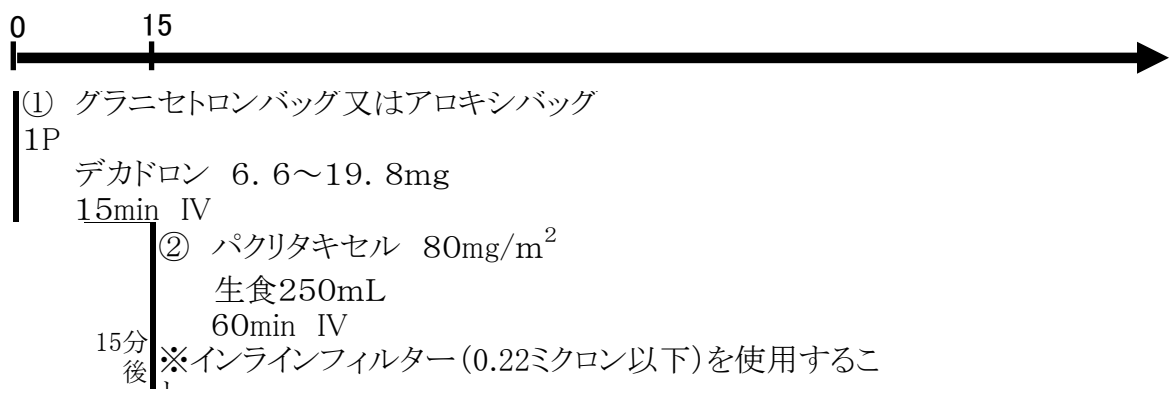 0 15
① グラニセトロンバッグ又はアロキシバッグ
1P
デカドロン 6.6～19.8mg
15min Ⅳ
② パクリタキセル 80mg/m²
生食250mL
60min Ⅳ
15分
後
※インラインフィルター(0.22ミクロン以下)を使用するこ